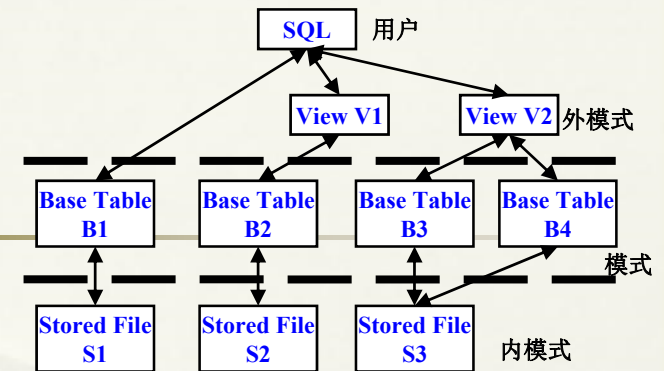 SQL 用户
View V1
View V2 外模式
Base Table
B1
Base Table
B2
Base Table
B3
Base Table
B4
模式
Stored File
S1
Stored File
S2
Stored File
S3
内模式